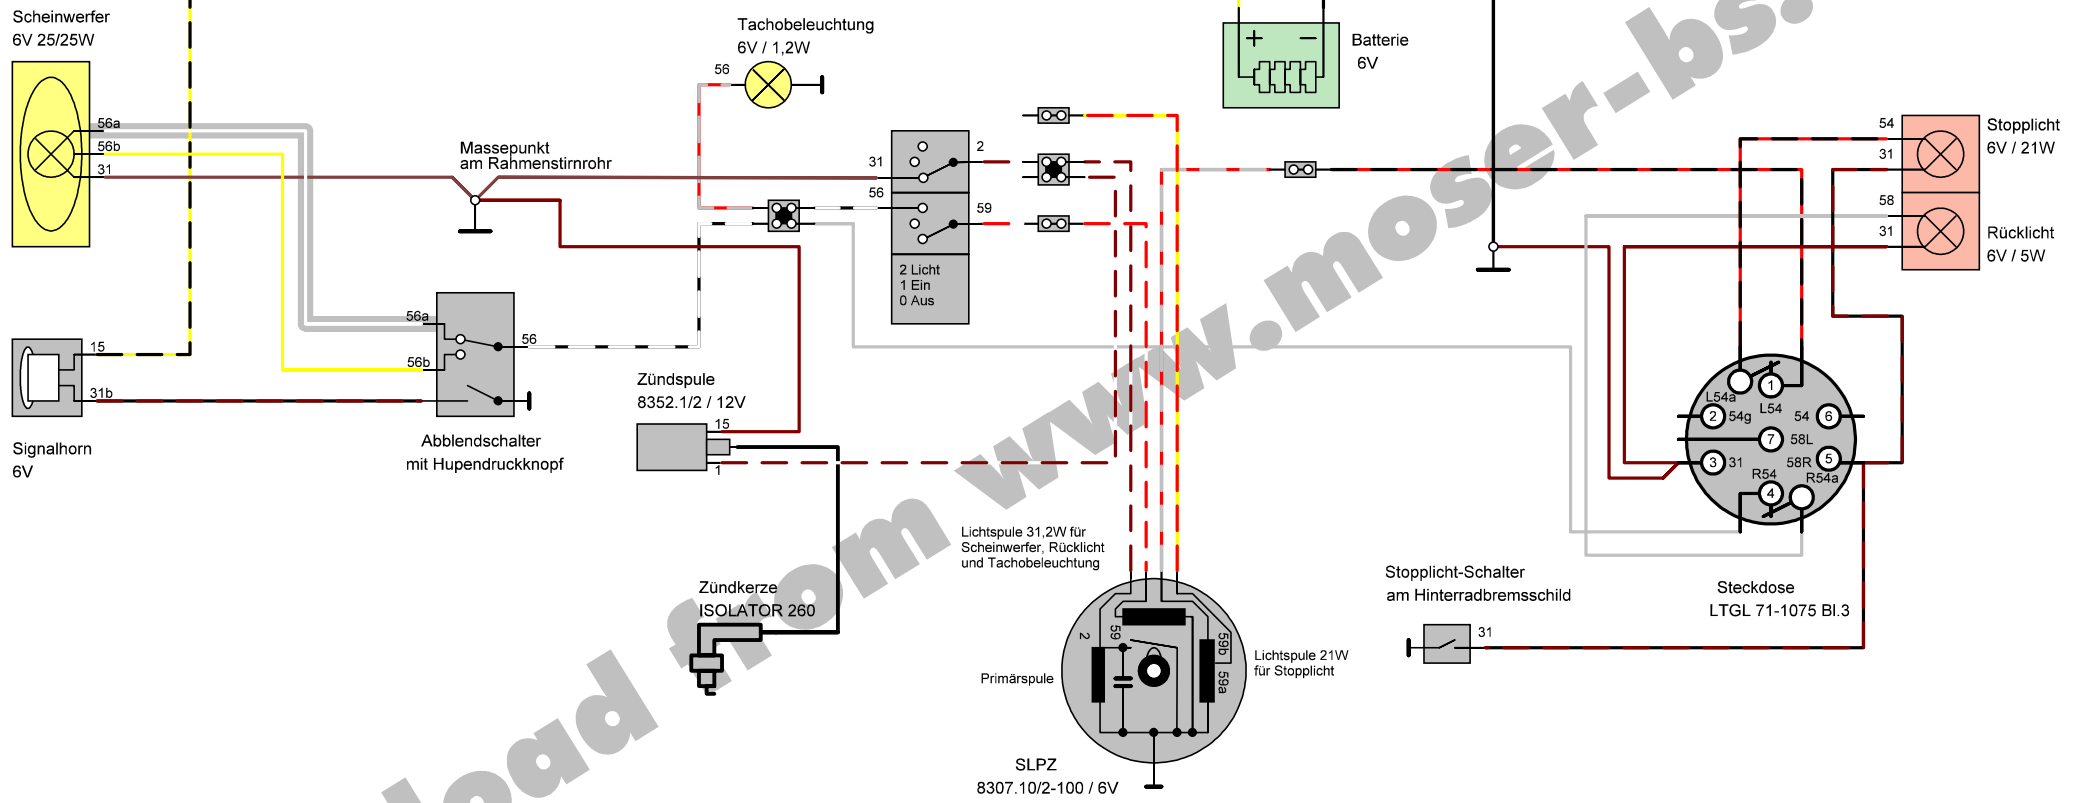 Scheinwerfer
6V 25/25W
56a
56b
31
15
31b
Signalhorn
6V
56a
56b
56
Abblendschalter
mit Hupendruckknopf
Massepunkt
am Rahmenstirnrohr
Tachobeleuchtung
6V / 1,2W
56
31
2
56
59
2 Licht
1 Ein
0 Aus
Zündspule
8352.1/2 / 12V
15
1
Zündkerze
ISOLATOR 260
Lichtspule 31,2W für
Scheinwerfer, Rücklicht
und Tachobeleuchtung
2
59
59b
59a
Primärspule
Lichtspule 21W
für Stopplicht
SLPZ
8307.10/2-100 / 6V
+ −
Batterie
6V
54
31
58
31
Stopplicht
6V / 21W
Rücklicht
6V / 5W
L54a
1
L54
2
54g
54
6
7
58L
3
31
58R
5
R54
R54a
4
Steckdose
LTGL 71-1075 Bl.3
Stopplicht-Schalter
am Hinterradbremsschild
31
load from www.moser-bs.